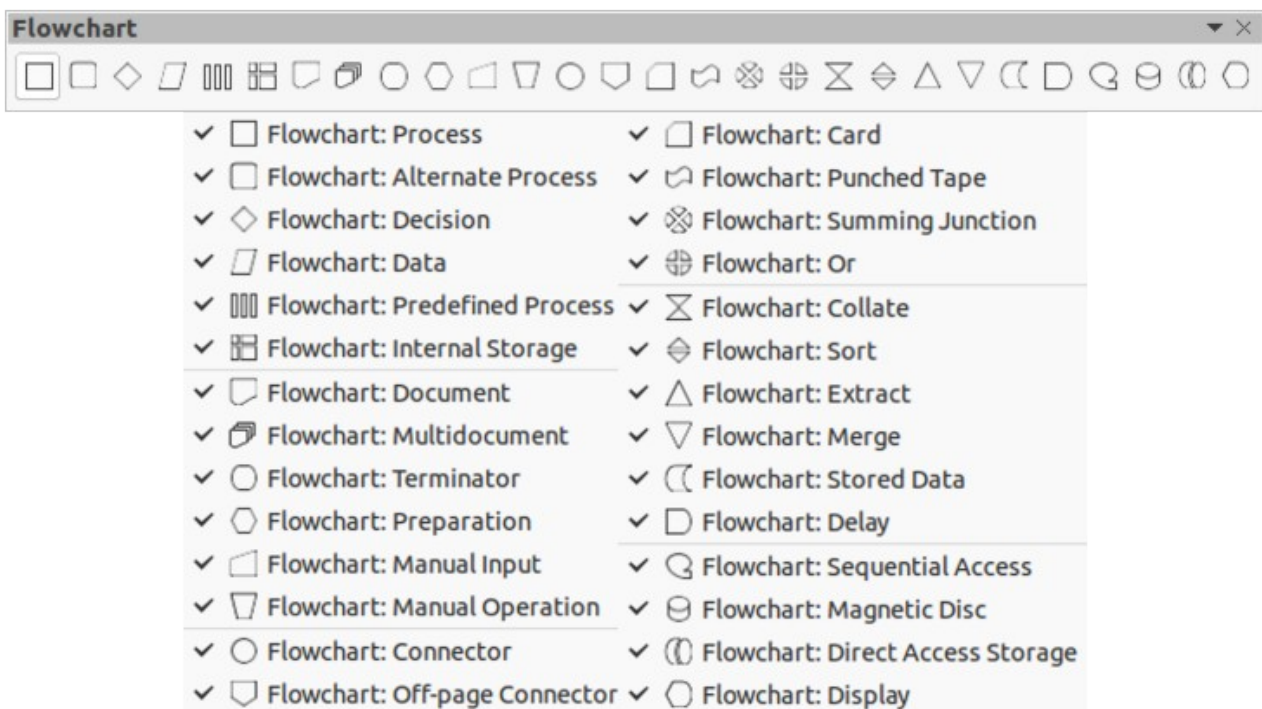 Flowchart
Flowchart: Process
Flowchart: Alternate Process
Flowchart: Decision
Flowchart: Data
Flowchart: Predefined Process
Flowchart: Internal Storage
Flowchart: Document
Flowchart: Multidocument
Flowchart: Terminator
Flowchart: Preparation
Flowchart: Manual Input
Flowchart: Manual Operation
Flowchart: Connector
Flowchart: Off-page Connector
Flowchart: Card
Flowchart: Punched Tape
Flowchart: Summing Junction
Flowchart: Or
Flowchart: Collate
Flowchart: Sort
Flowchart: Extract
Flowchart: Merge
Flowchart: Stored Data
Flowchart: Delay
Flowchart: Sequential Access
Flowchart: Magnetic Disc
Flowchart: Direct Access Storage
Flowchart: Display